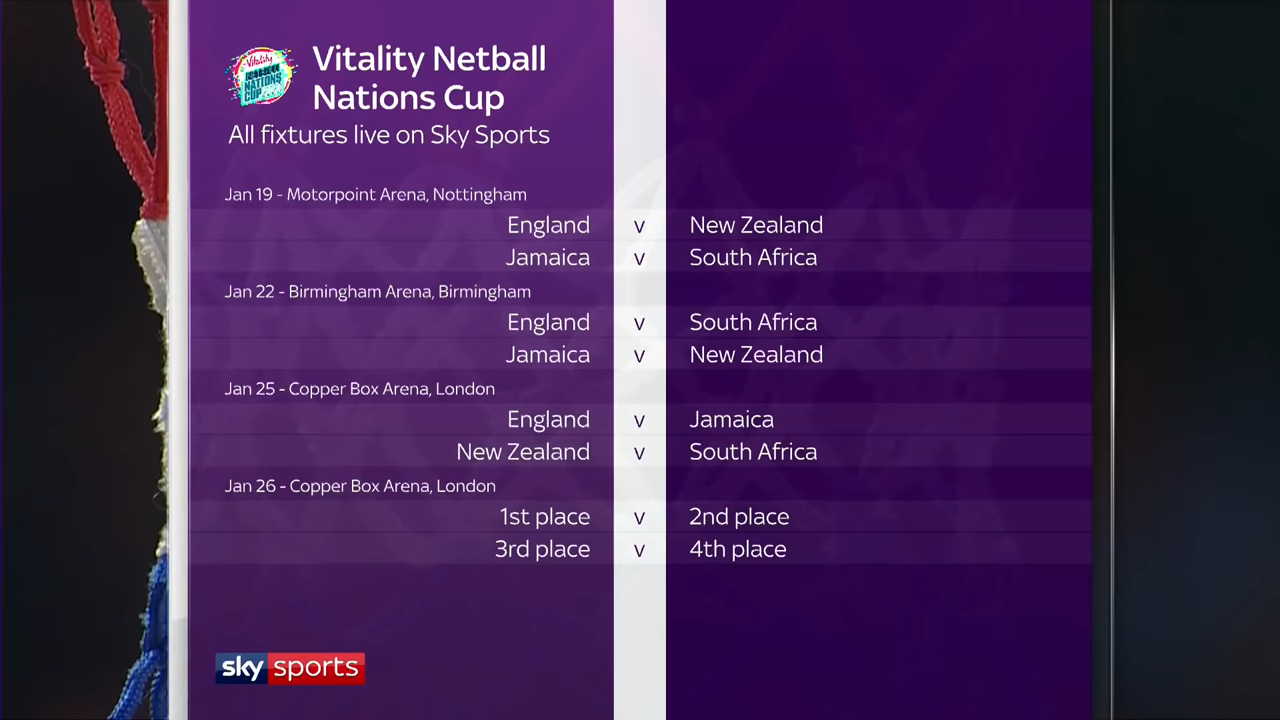 Vitality Netball
Nations Cup
All fixtures live on Sky Sports
Vitality
NATIONS
CUP
Jan 19 - Motorpoint Arena, Nottingham
England v New Zealand
Jamaica v South Africa
Jan 22 - Birmingham Arena, Birmingham
England v South Africa
Jamaica v New Zealand
Jan 25 - Copper Box Arena, London
England v Jamaica
New Zealand v South Africa
Jan 26 - Copper Box Arena, London
1st place v 2nd place
3rd place v 4th place
sky sports